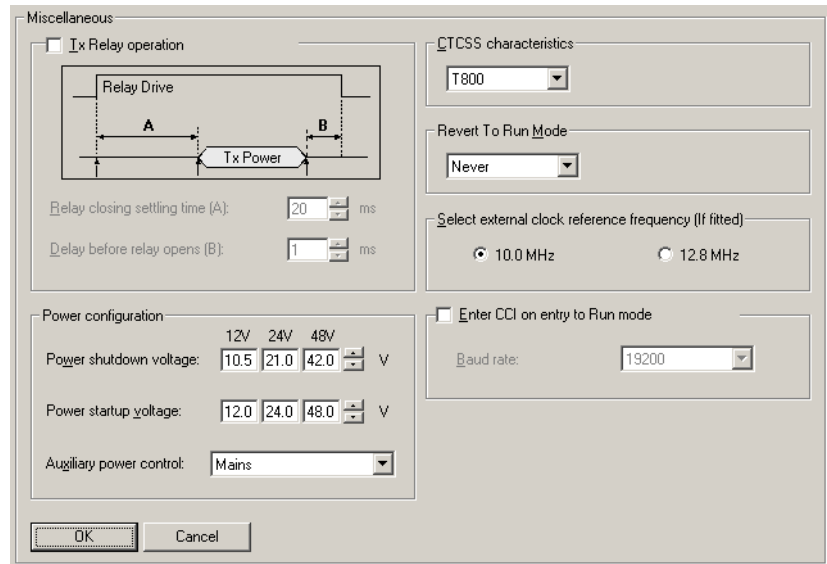 Miscellaneous
Tx Relay operation
Relay Drive
A
B
Tx Power
Relay closing settling time (A): 20 ms
Delay before relay opens (B): 1 ms
Power configuration
12V 24V 48V
Power shutdown voltage: 10.5 21.0 42.0 V
Power startup voltage: 12.0 24.0 48.0 V
Auxiliary power control: Mains
CTCSS characteristics
T800
Revert To Run Mode
Never
Select external clock reference frequency (If fitted)
10.0 MHz 12.8 MHz
Enter CCI on entry to Run mode
Baud rate: 19200
OK Cancel